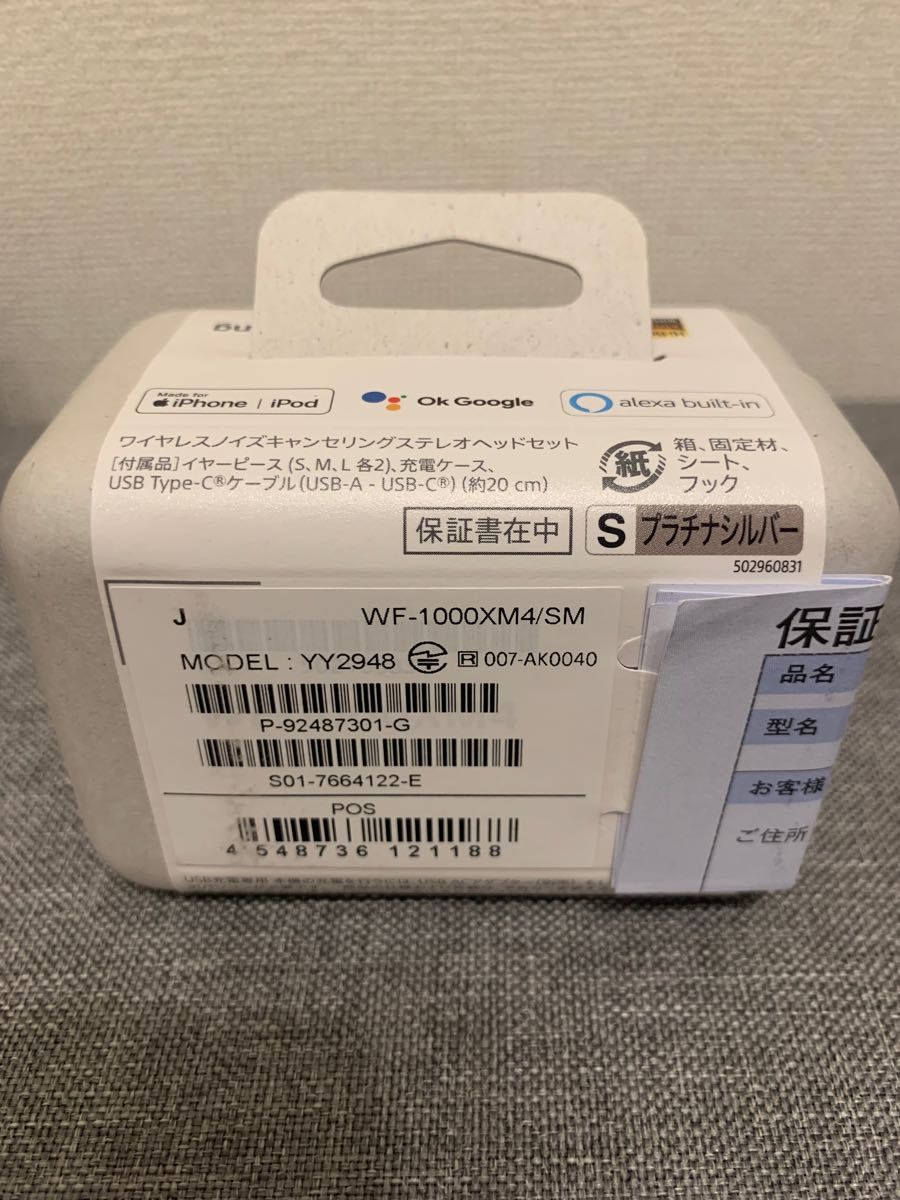 Made for
iPhone | iPod
Ok Google
alexa built-in
ワイヤレスノイズキャンセリングステレオヘッドセット
[付属品]イヤーピース (S、M、L 各2)、充電ケース、
USB Type-C®ケーブル(USB-A - USB-C®) (約20 cm)
紙
箱、固定材、
シート、
フック
保証書在中
S プラチナシルバー
502960831
J WF-1000XM4/SM
MODEL : YY2948 R 007-AK0040
P-92487301-G
S01-7664122-E
POS
4 548736 121188
保証
品名
型名
お客様
ご住所